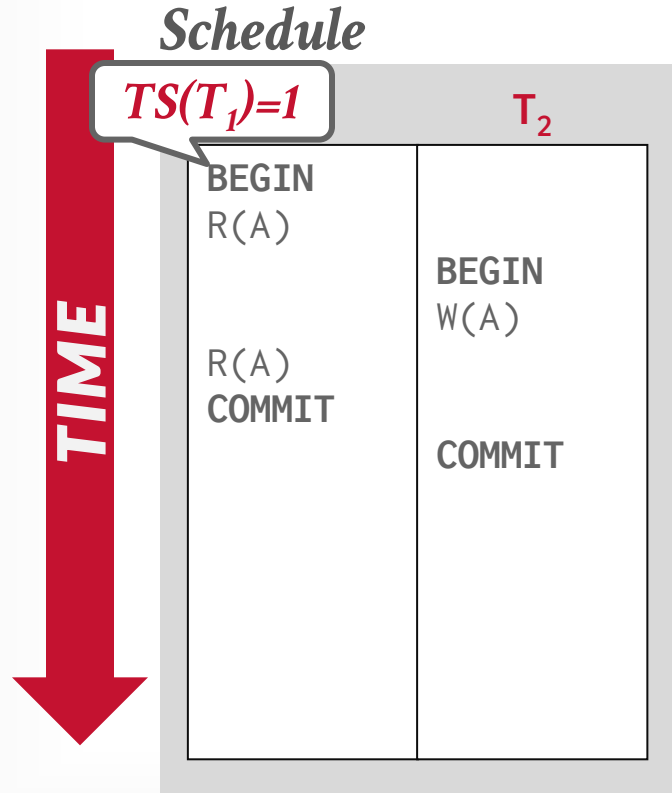 Schedule
TS(T₁)=1
T₂
BEGIN
R(A)
BEGIN
W(A)
R(A)
COMMIT
COMMIT
TIME